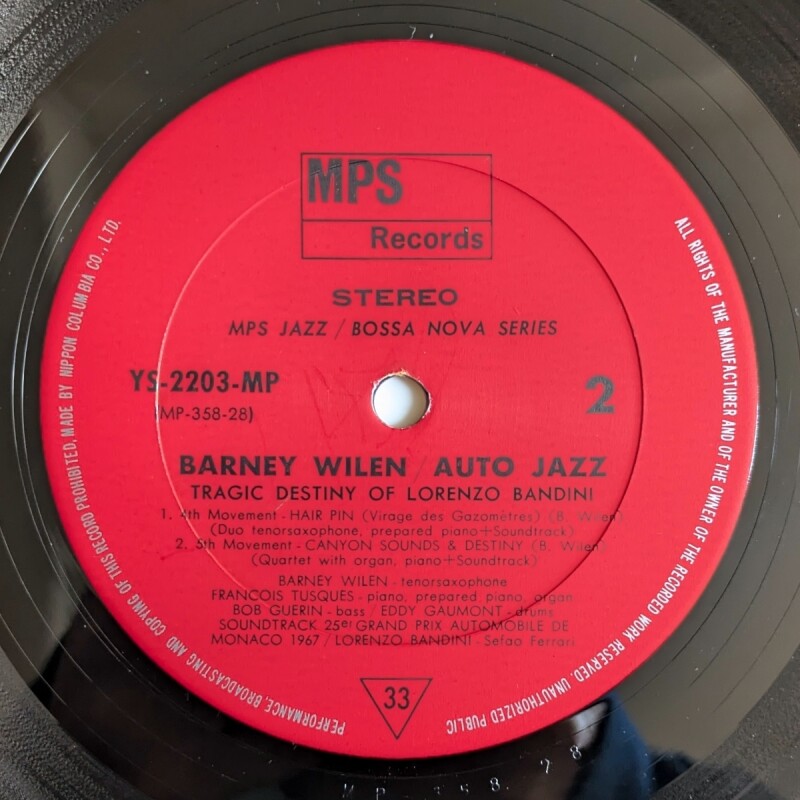 MPS
Records
STEREO
MPS JAZZ / BOSSA NOVA SERIES
YS-2203-MP
(MP-358-28)
2
BARNEY WILEN / AUTO JAZZ
TRAGIC DESTINY OF LORENZO BANDINI
1. 4th Movement - HAIR PIN (Virage des Gazomètres) (B. Wilen)
(Duo tenorsaxophone, prepared piano+Soundtrack)
2. 5th Movement - CANYON SOUNDS & DESTINY (B. Wilen)
(Quartet with organ, piano+Soundtrack)
BARNEY WILEN - tenorsaxophone
FRANCOIS TUSQUES - piano, prepared piano, organ
BOB GUERIN - bass / EDDY GAUMONT - drums
SOUNDTRACK 25er GRAND PRIX AUTOMOBILE DE
MONACO 1967 / LORENZO BANDINI - Sefao Ferrari
33
ALL RIGHTS OF THE MANUFACTURER AND OF THE OWNER OF THE RECORDED WORK RESERVED. UNAUTHORIZED PUBLIC
PERFORMANCE, BROADCASTING AND COPYING OF THIS RECORD PROHIBITED, MADE BY NIPPON COLUMBIA CO., LTD.
MP 358 28